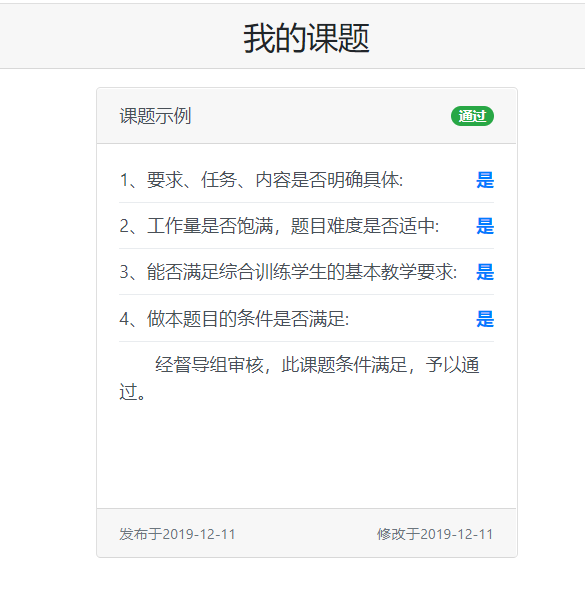 我的课题
课题示例 通过
1、要求、任务、内容是否明确具体: 是
2、工作量是否饱满，题目难度是否适中: 是
3、能否满足综合训练学生的基本教学要求: 是
4、做本题目的条件是否满足: 是
经督导组审核，此课题条件满足，予以通
过。
发布于2019-12-11 修改于2019-12-11